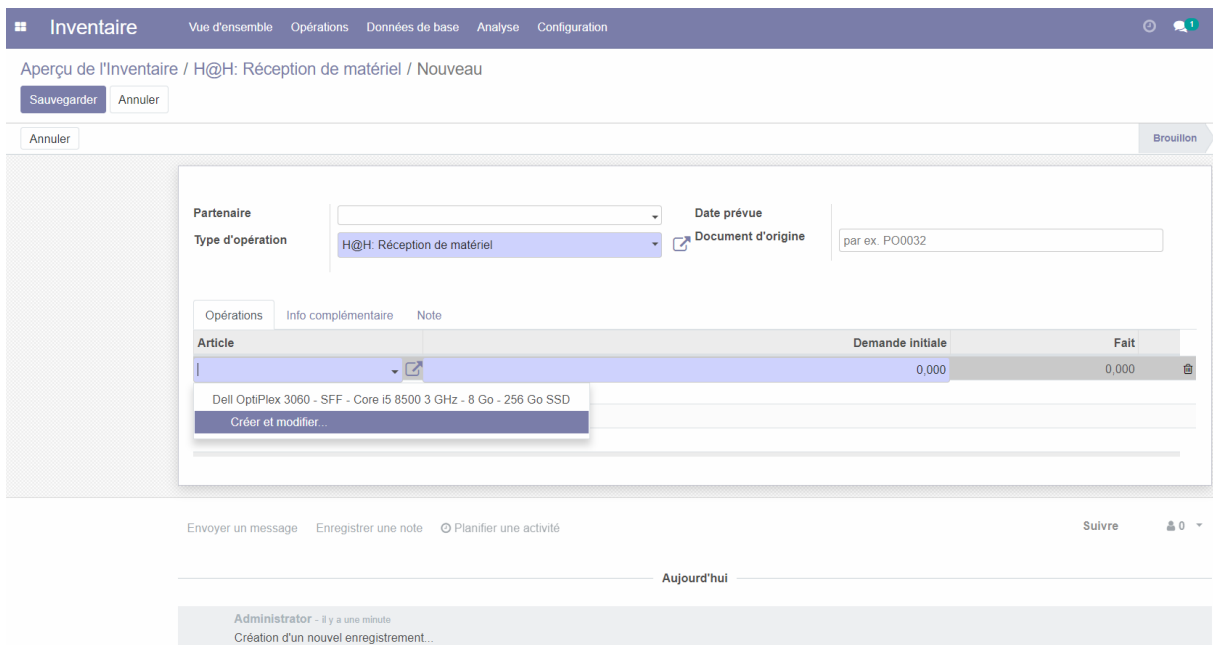 Inventaire Vue d'ensemble Opérations Données de base Analyse Configuration 1
Aperçu de l'Inventaire / H@H: Réception de matériel / Nouveau
Sauvegarder Annuler
Annuler Brouillon
Partenaire Date prévue
Type d'opération H@H: Réception de matériel Document d'origine par ex. PO0032
Opérations Info complémentaire Note
Article Demande initiale Fait
0,000 0,000
Dell OptiPlex 3060 - SFF - Core i5 8500 3 GHz - 8 Go - 256 Go SSD
Créer et modifier...
Envoyer un message Enregistrer une note Planifier une activité Suivre 0
Aujourd'hui
Administrator - il y a une minute
Création d'un nouvel enregistrement...